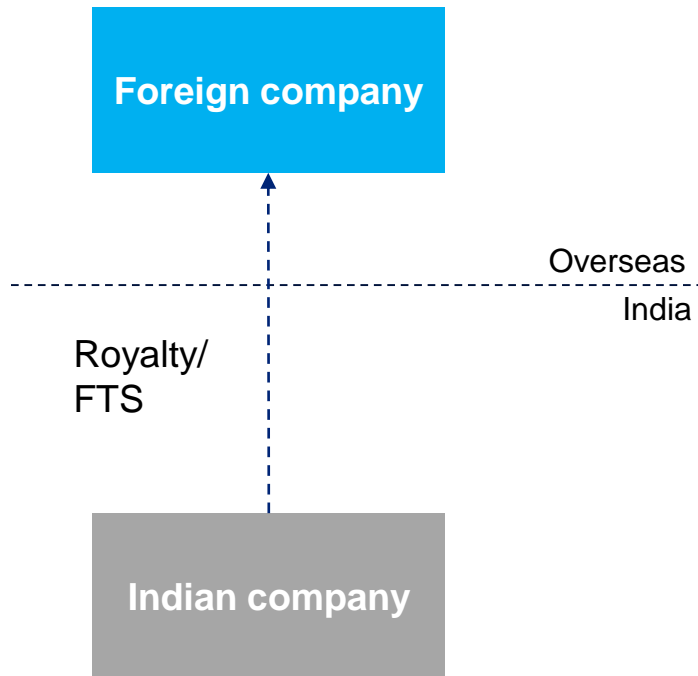 Foreign company
Overseas
India
Royalty/
FTS
Indian company